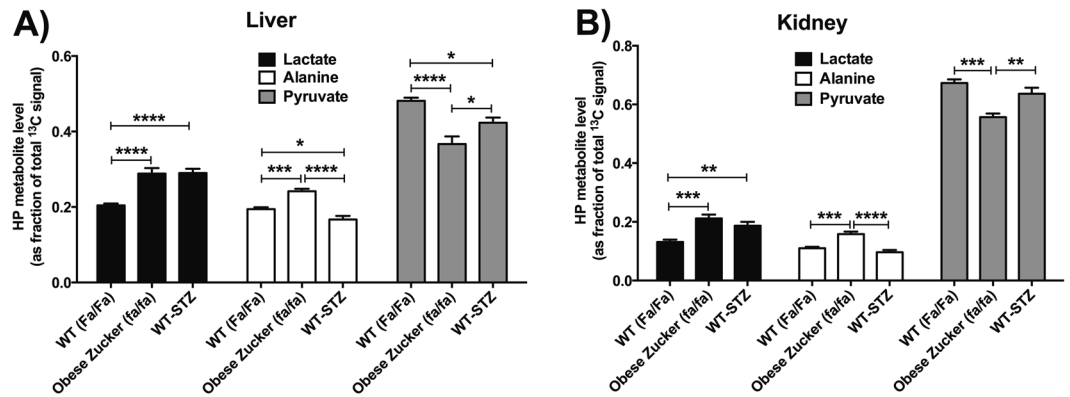 A)
Liver
HP metabolite level
(as fraction of total ¹³C signal)
0.6
0.4
0.2
0.0
Lactate
Alanine
Pyruvate
****
****
*
***
****
*
****
*
WT (Fa/Fa)
Obese Zucker (fa/fa)
WT-STZ
WT (Fa/Fa)
Obese Zucker (fa/fa)
WT-STZ
WT (Fa/Fa)
Obese Zucker (fa/fa)
WT-STZ
B)
Kidney
HP metabolite level
(as fraction of total ¹³C signal)
0.8
0.6
0.4
0.2
0.0
Lactate
Alanine
Pyruvate
**
***
***
****
***
**
WT (Fa/Fa)
Obese Zucker (fa/fa)
WT-STZ
WT (Fa/Fa)
Obese Zucker (fa/fa)
WT-STZ
WT (Fa/Fa)
Obese Zucker (fa/fa)
WT-STZ